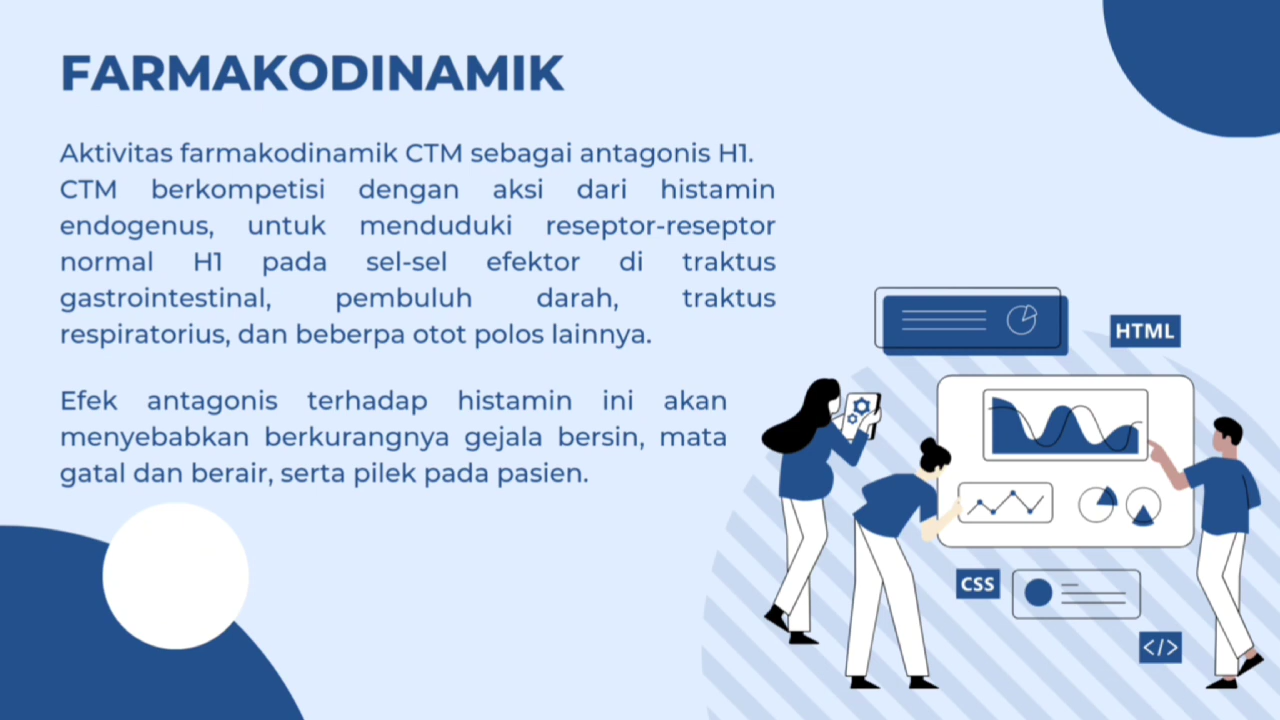 FARMAKODINAMIK
Aktivitas farmakodinamik CTM sebagai antagonis H1.
CTM berkompetisi dengan aksi dari histamin
endogenus, untuk menduduki reseptor-reseptor
normal H1 pada sel-sel efektor di traktus
gastrointestinal, pembuluh darah, traktus
respiratorius, dan beberpa otot polos lainnya.
Efek antagonis terhadap histamin ini akan
menyebabkan berkurangnya gejala bersin, mata
gatal dan berair, serta pilek pada pasien.
HTML
CSS
</>